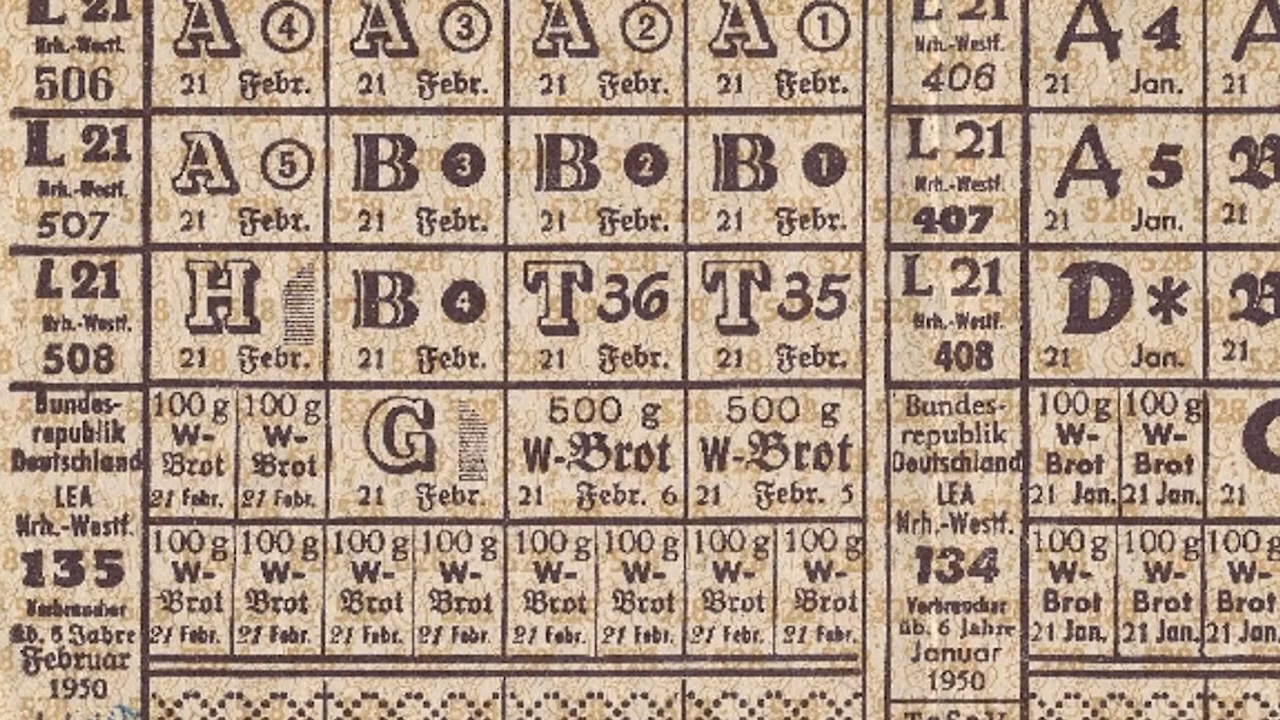 L 21
Nrh.-Westf.
506
A 4
21 Febr.
A 3
21 Febr.
A 2
21 Febr.
A 1
21 Febr.
L 21
Nrh.-Westf.
507
A 5
21 Febr.
B 3
21 Febr.
B 2
21 Febr.
B 1
21 Febr.
L 21
Nrh.-Westf.
508
H
21 Febr.
B 4
21 Febr.
T 36
21 Febr.
T 35
21 Febr.
Bundes-
republik
Deutschland
LEA
Nrh.-Westf.
135
Verbraucher
üb. 6 Jahre
Februar
1950
100 g
W-
Brot
21 Febr.
100 g
W-
Brot
21 Febr.
G
21 Febr.
500 g
W-Brot
21 Febr. 6
500 g
W-Brot
21 Febr. 5
100 g
W-
Brot
21 Febr.
100 g
W-
Brot
21 Febr.
100 g
W-
Brot
21 Febr.
100 g
W-
Brot
21 Febr.
100 g
W-
Brot
21 Febr.
100 g
W-
Brot
21 Febr.
100 g
W-
Brot
21 Febr.
100 g
W-
Brot
21 Febr.
L 21
Nrh.-Westf.
406
A 4
21 Jan.
A
21
L 21
Nrh.-Westf.
407
A 5
21 Jan.
B
21
L 21
Nrh.-Westf.
408
D *
21 Jan.
B
21
Bundes-
republik
Deutschland
LEA
Nrh.-Westf.
134
Verbraucher
üb. 6 Jahre
Januar
1950
100 g
W-
Brot
21 Jan.
100 g
W-
Brot
21 Jan.
21
100 g
W-
Brot
21 Jan.
100 g
W-
Brot
21 Jan.
100 g
W-
Brot
21 Jan.